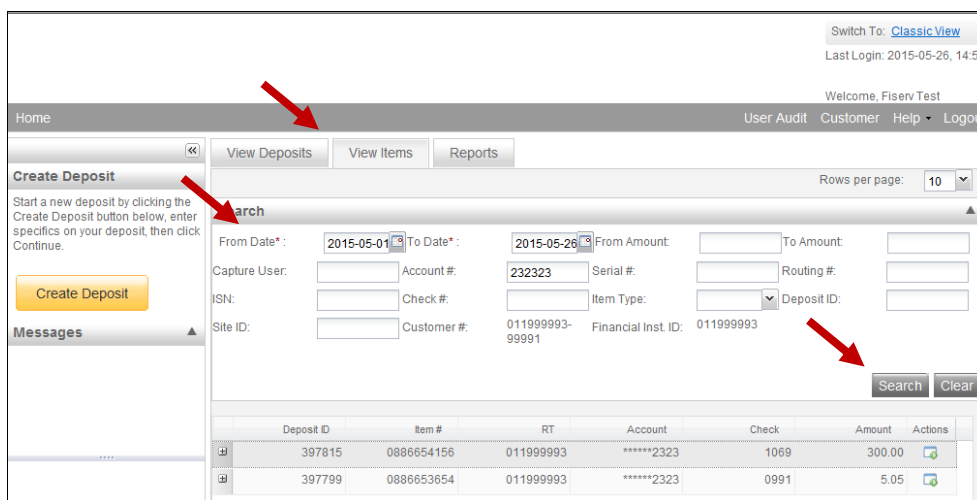 Switch To: Classic View
Last Login: 2015-05-26, 14:5
Welcome, Fiserv Test
Home User Audit Customer Help Logou
View Deposits View Items Reports
Create Deposit
Start a new deposit by clicking the
Create Deposit button below, enter
specifics on your deposit, then click
Continue.
Create Deposit
Messages
Rows per page: 10
arch
From Date* : 2015-05-01 To Date* : 2015-05-26 From Amount: To Amount:
Capture User: Account #: 232323 Serial #: Routing #:
ISN: Check #: Item Type: Deposit ID:
Site ID: Customer #: 011999993-
99991 Financial Inst. ID: 011999993
Search Clear
Deposit ID Item # RT Account Check Amount Actions
397815 0886654156 011999993 ******2323 1069 300.00
397799 0886653654 011999993 ******2323 0991 5.05